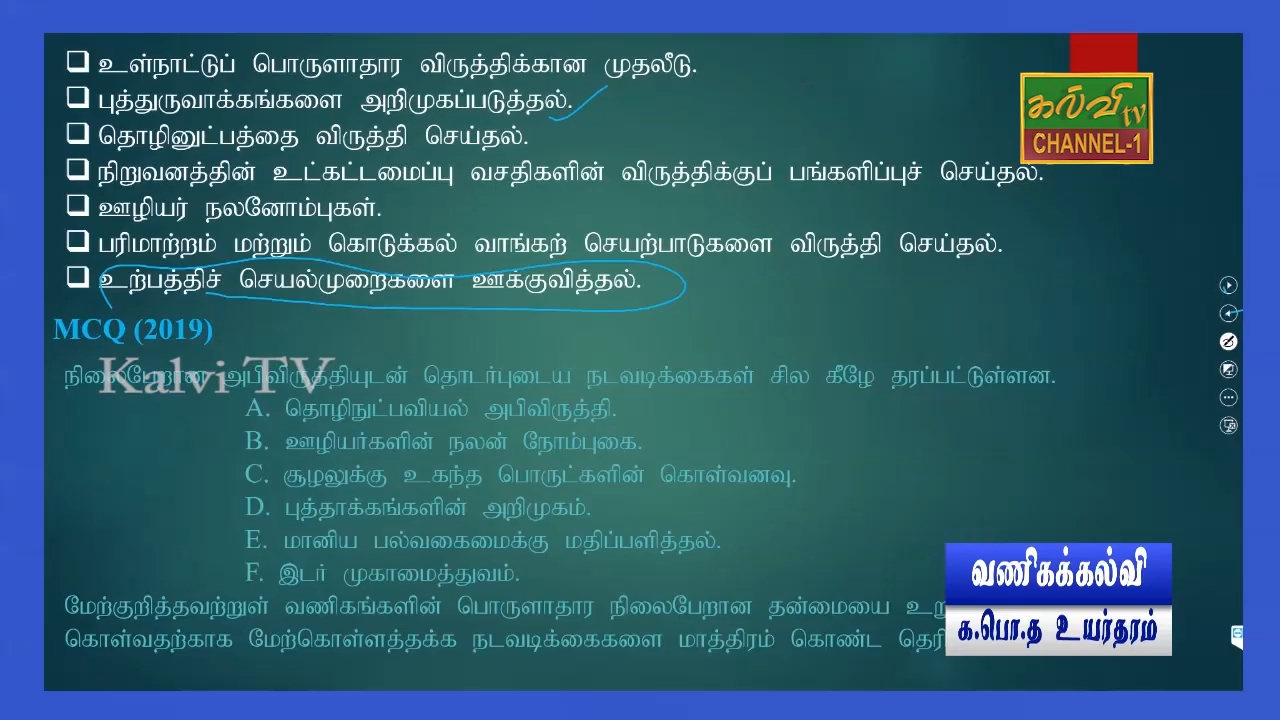 உள்நாட்டுப் பொருளாதார விருத்திக்கான முதலீடு.
புத்துருவாக்கங்களை அறிமுகப்படுத்தல்.
தொழினுட்பத்தை விருத்தி செய்தல்.
நிறுவனத்தின் உட்கட்டமைப்பு வசதிகளின் விருத்திக்குப் பங்களிப்புச் செய்தல்.
ஊழியர் நலனோம்புகள்.
பரிமாற்றம் மற்றும் கொடுக்கல் வாங்கற் செயற்பாடுகளை விருத்தி செய்தல்.
உற்பத்திச் செயல்முறைகளை ஊக்குவித்தல்.
கல்வி tv
CHANNEL-1
MCQ (2019)
Kalvi TV
நிலைபேறான அபிவிருத்தியுடன் தொடர்புடைய நடவடிக்கைகள் சில கீழே தரப்பட்டுள்ளன.
A. தொழிநுட்பவியல் அபிவிருத்தி.
B. ஊழியர்களின் நலன் நோம்புகை.
C. சூழலுக்கு உகந்த பொருட்களின் கொள்வனவு.
D. புத்தாக்கங்களின் அறிமுகம்.
E. மானிய பல்வகைமைக்கு மதிப்பளித்தல்.
F. இடர் முகாமைத்துவம்.
மேற்குறித்தவற்றுள் வணிகங்களின் பொருளாதார நிலைபேறான தன்மையை
கொள்வதற்காக மேற்கொள்ளத்தக்க நடவடிக்கைகளை மாத்திரம் கொண்ட
வணிகக்கல்வி
க.பொ.த உயர்தரம்